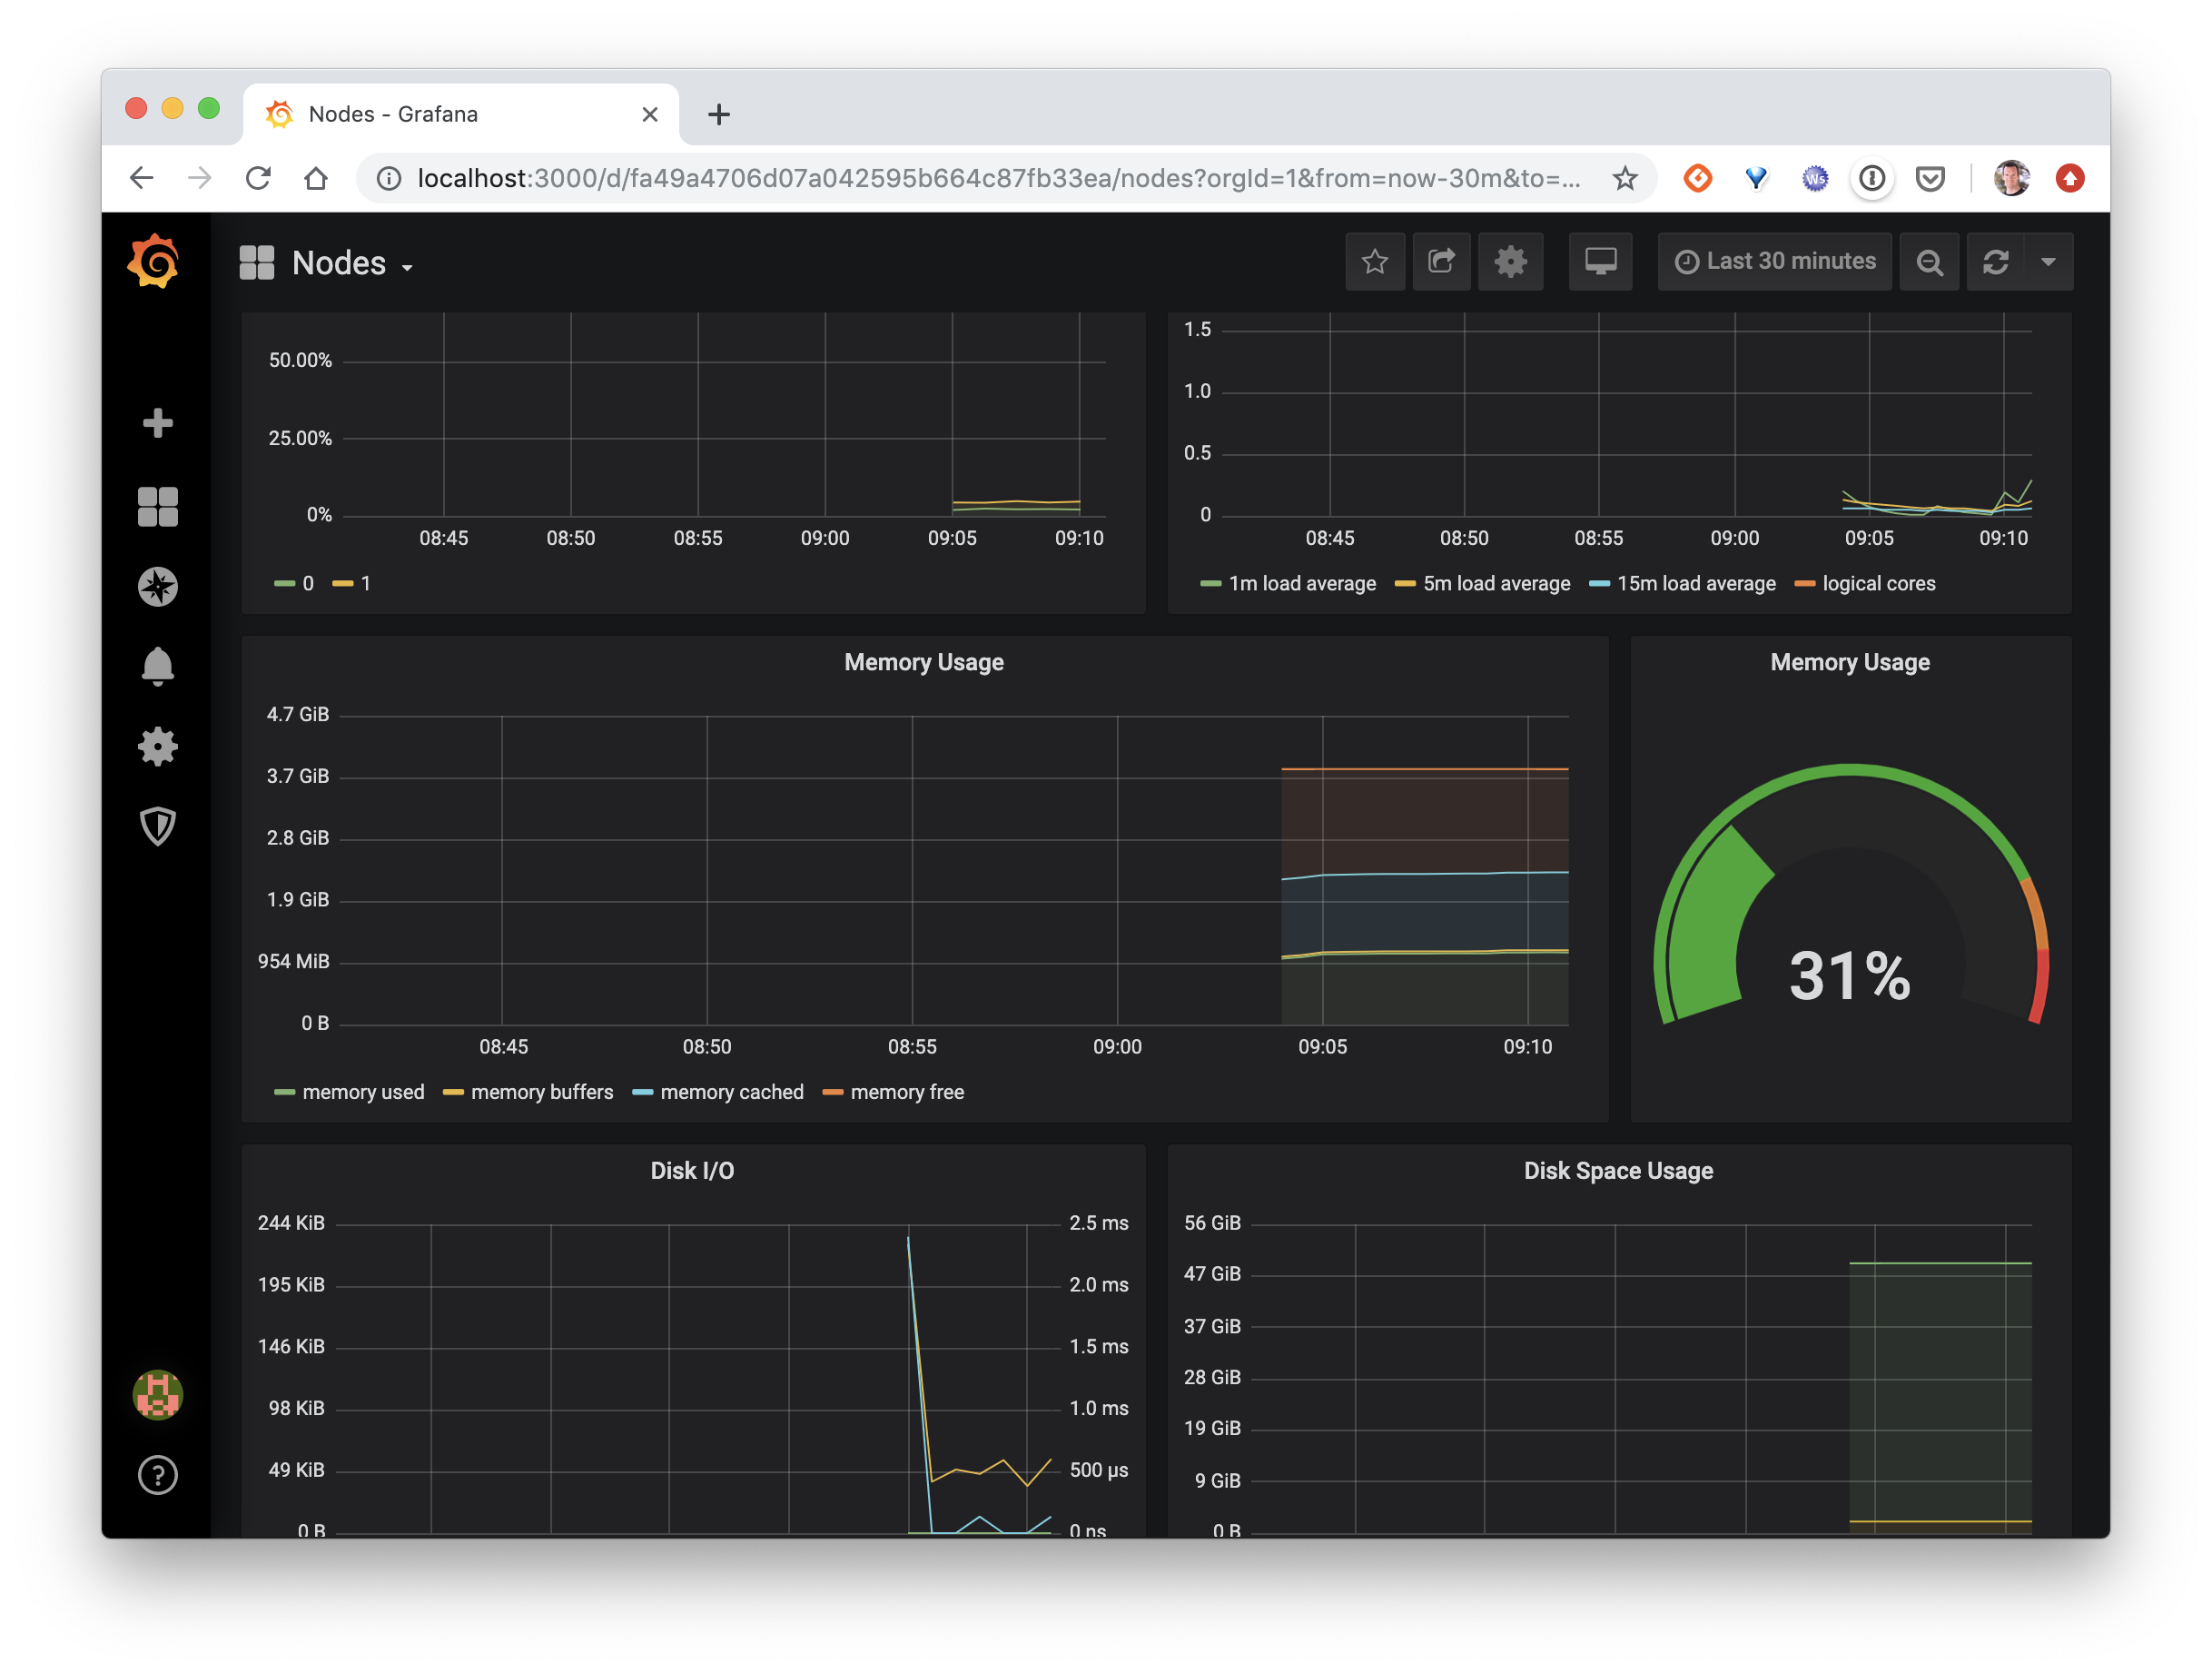 Nodes - Grafana
localhost:3000/d/fa49a4706d07a042595b664c87fb33ea/nodes?orgId=1&from=now-30m&to=...
Ws
Nodes
Last 30 minutes
50.00%
25.00%
0%
08:45 08:50 08:55 09:00 09:05 09:10
0 1
1.5
1.0
0.5
0
08:45 08:50 08:55 09:00 09:05 09:10
1m load average 5m load average 15m load average logical cores
Memory Usage
4.7 GiB
3.7 GiB
2.8 GiB
1.9 GiB
954 MiB
0 B
08:45 08:50 08:55 09:00 09:05 09:10
memory used memory buffers memory cached memory free
Memory Usage
31%
Disk I/O
244 KiB 2.5 ms
195 KiB 2.0 ms
146 KiB 1.5 ms
98 KiB 1.0 ms
49 KiB 500 µs
0 B 0 ns
Disk Space Usage
56 GiB
47 GiB
37 GiB
28 GiB
19 GiB
9 GiB
0 B